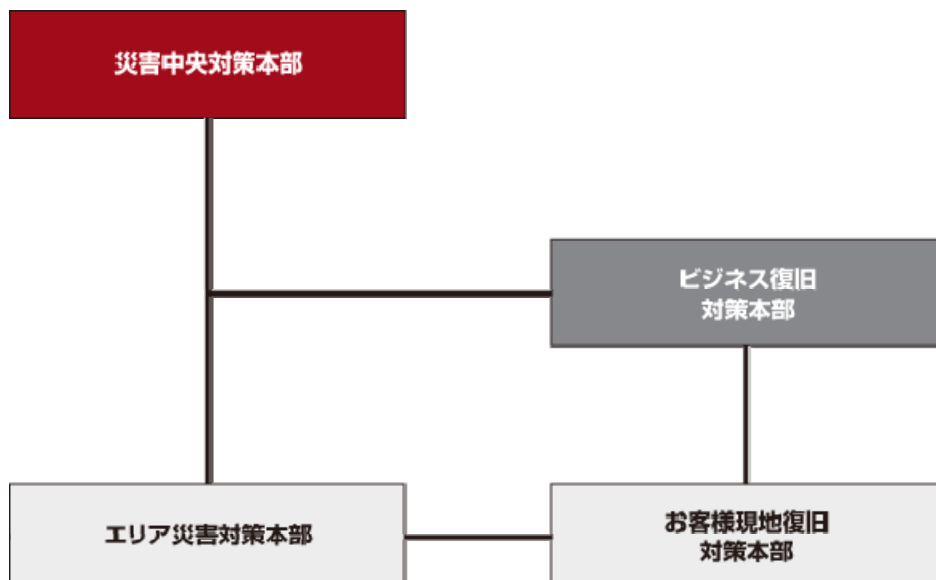 災害中央対策本部
ビジネス復旧
対策本部
エリア災害対策本部
お客様現地復旧
対策本部